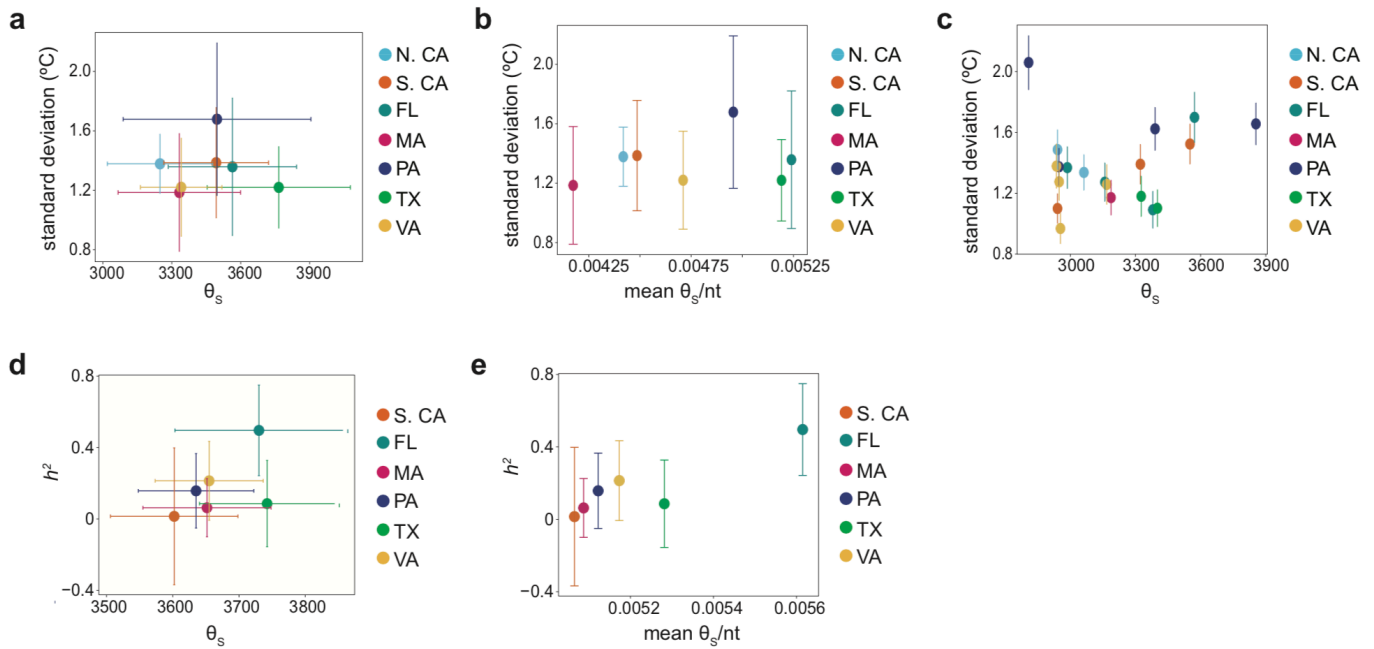 a
standard deviation (ºC)
2.0
1.6
1.2
0.8
3000 3300 3600 3900
θS
N. CA
S. CA
FL
MA
PA
TX
VA
b
standard deviation (ºC)
2.0
1.6
1.2
0.8
0.00425 0.00475 0.00525
mean θS/nt
N. CA
S. CA
FL
MA
PA
TX
VA
c
standard deviation (ºC)
2.0
1.6
1.2
0.8
3000 3300 3600 3900
θS
N. CA
S. CA
FL
MA
PA
TX
VA
d
h2
0.8
0.4
0
−0.4
3500 3600 3700 3800
θS
S. CA
FL
MA
PA
TX
VA
e
h2
0.8
0.4
0
−0.4
0.0052 0.0054 0.0056
mean θS/nt
S. CA
FL
MA
PA
TX
VA